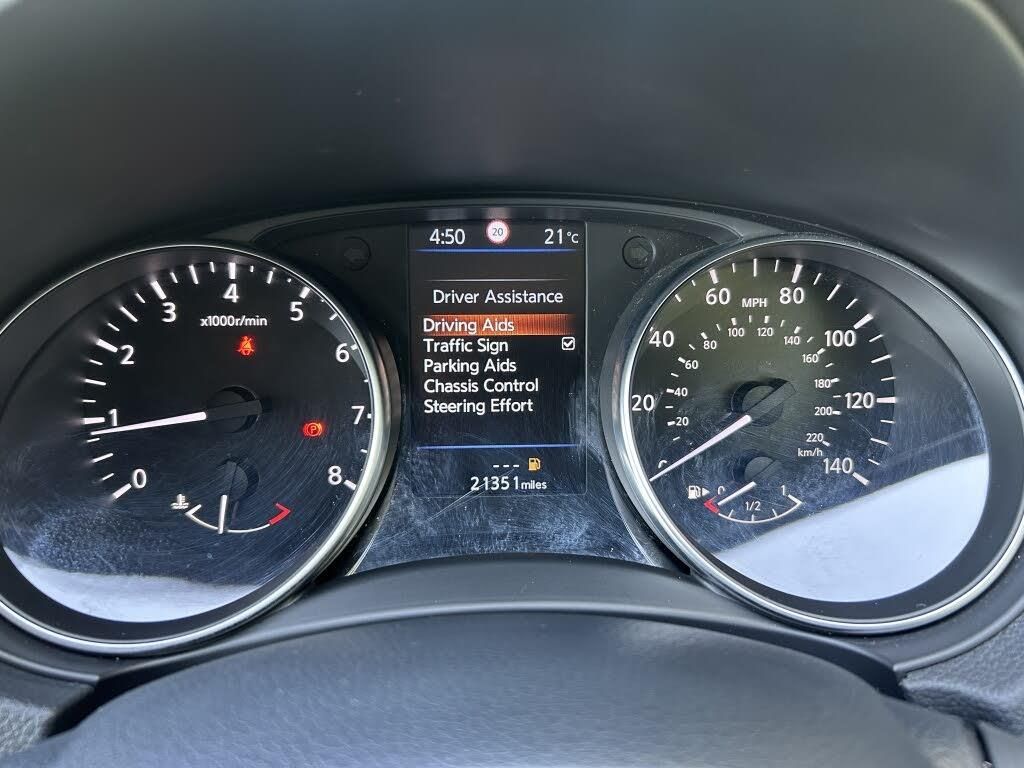 4:50 20 21°c
Driver Assistance
Driving Aids
Traffic Sign
Parking Aids
Chassis Control
Steering Effort
--- 
21351 miles
0 1 2 3 4 5 6 7 8
x1000r/min
P
0 20 40 60 80 100 120 140
MPH
20 40 60 80 100 120 140 160 180 200 220
km/h
0 1/2 1